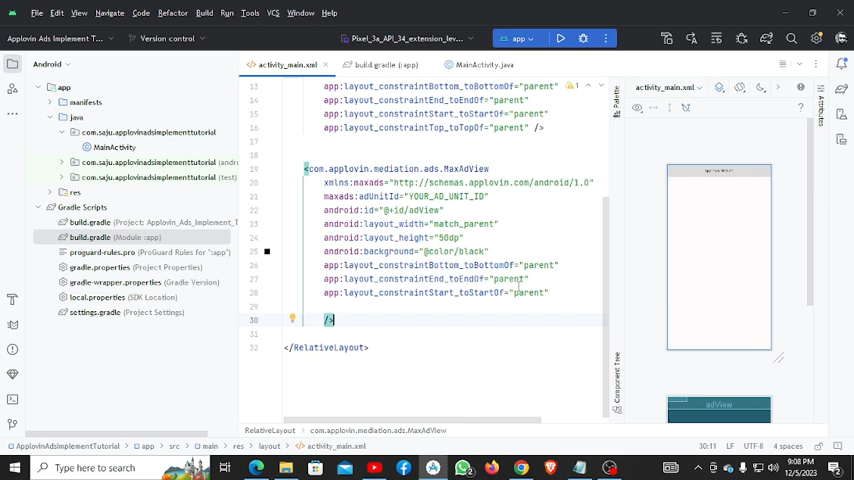 File Edit View Navigate Code Refactor Build Run Tools VCS Window Help
Applovin Ads Implement T... Version control Pixel_3a_API_34_extension_lev... app
Android activity_main.xml build.gradle (:app) MainActivity.java
app
manifests
java
com.saju.applovinadsimplementtutorial
MainActivity
com.saju.applovinadsimplementtutorial (andro
com.saju.applovinadsimplementtutorial (test)
res
Gradle Scripts
build.gradle (Project: Applovin_Ads_Implement_T
build.gradle (Module :app)
proguard-rules.pro (ProGuard Rules for ":app")
gradle.properties (Project Properties)
gradle-wrapper.properties (Gradle Version)
local.properties (SDK Location)
settings.gradle (Project Settings)
13 app:layout_constraintBottom_toBottomOf="parent" 1
14 app:layout_constraintEnd_toEndOf="parent"
15 app:layout_constraintStart_toStartOf="parent"
16 app:layout_constraintTop_toTopOf="parent" />
17
18
19 <com.applovin.mediation.ads.MaxAdView
20 xmlns:maxads="http://schemas.applovin.com/android/1.0"
21 maxads:adUnitId="YOUR_AD_UNIT_ID"
22 android:id="@+id/adView"
23 android:layout_width="match_parent"
24 android:layout_height="50dp"
25 android:background="@color/black"
26 app:layout_constraintBottom_toBottomOf="parent"
27 app:layout_constraintEnd_toEndOf="parent"
28 app:layout_constraintStart_toStartOf="parent"
29
30 />
31
32 </RelativeLayout>
RelativeLayout com.applovin.mediation.ads.MaxAdView
Palette
Component Tree
activity_main.xml
?
adView
Attributes
ApplovinAdsImplementTutorial app src main res layout activity_main.xml 30:11 LF UTF-8 4 spaces
Type here to search
9:08 PM
12/5/2023
2